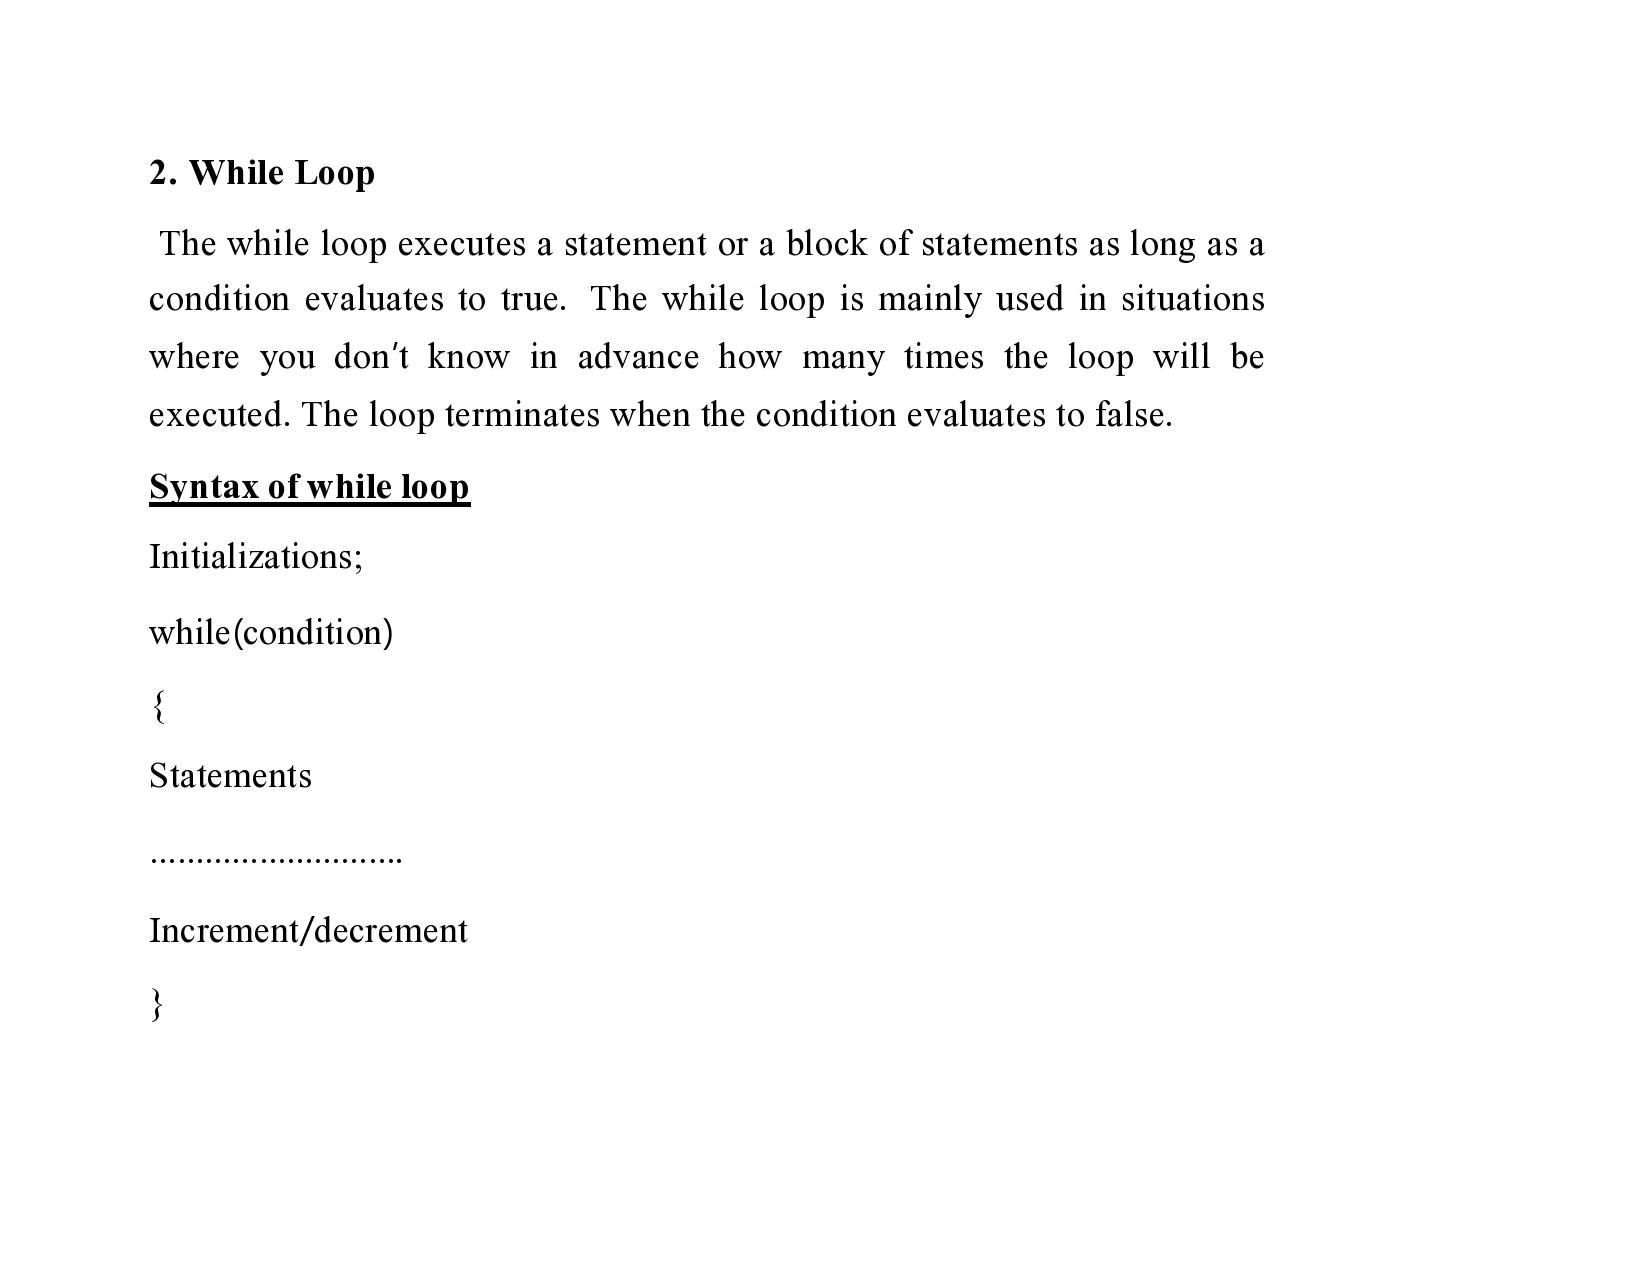 2. While Loop
The while loop executes a statement or a block of statements as long as a
condition evaluates to true. The while loop is mainly used in situations
where you don't know in advance how many times the loop will be
executed. The loop terminates when the condition evaluates to false.
Syntax of while loop
Initializations;
while(condition)
{
Statements
............................
Increment/decrement
}